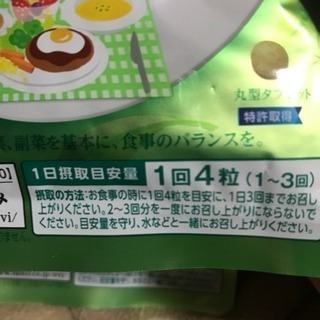 丸型タブレット
特許取得
、副菜を基本に、食事のバランスを。
1日摂取目安量 1回4粒(1~3回)
摂取の方法:お食事の時に1回4粒を目安に、1日3回までお召し
上がりください。2~3回分を一度にお召し上がりにならないで
ください。目安量を守り、水などと一緒にお召し上がりください。